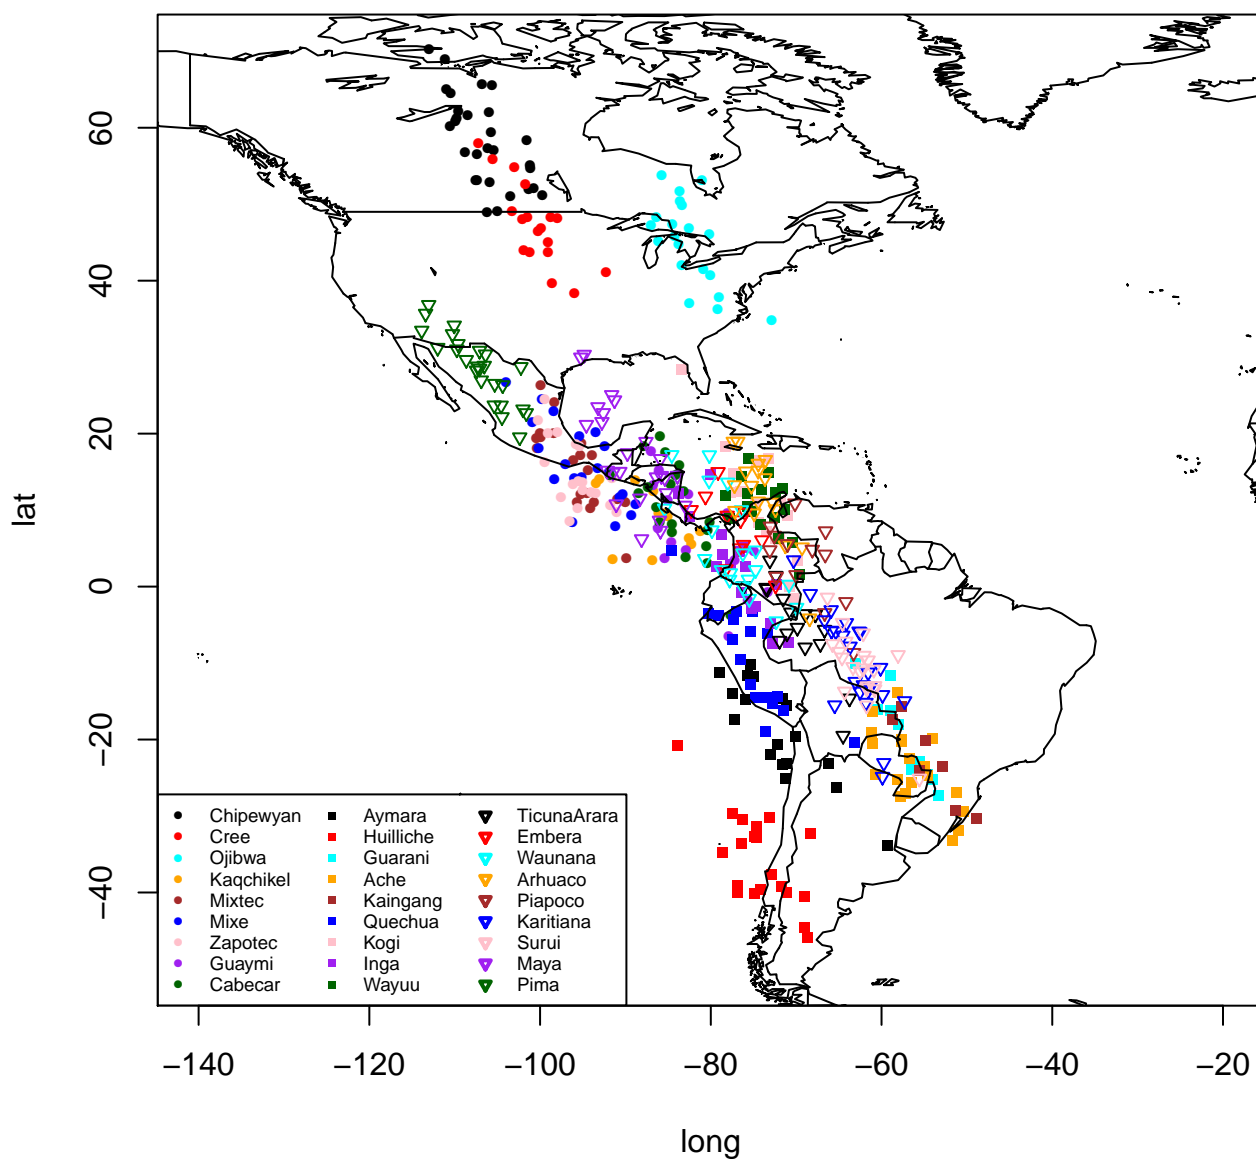 60
40
20
0
−20
−40
lat
Chipewyan Aymara TicunaArara
Cree Huilliche Embera
Ojibwa Guarani Waunana
Kaqchikel Ache Arhuaco
Mixtec Kaingang Piapoco
Mixe Quechua Karitiana
Zapotec Kogi Surui
Guaymi Inga Maya
Cabecar Wayuu Pima
−140 −120 −100 −80 −60 −40 −20
long